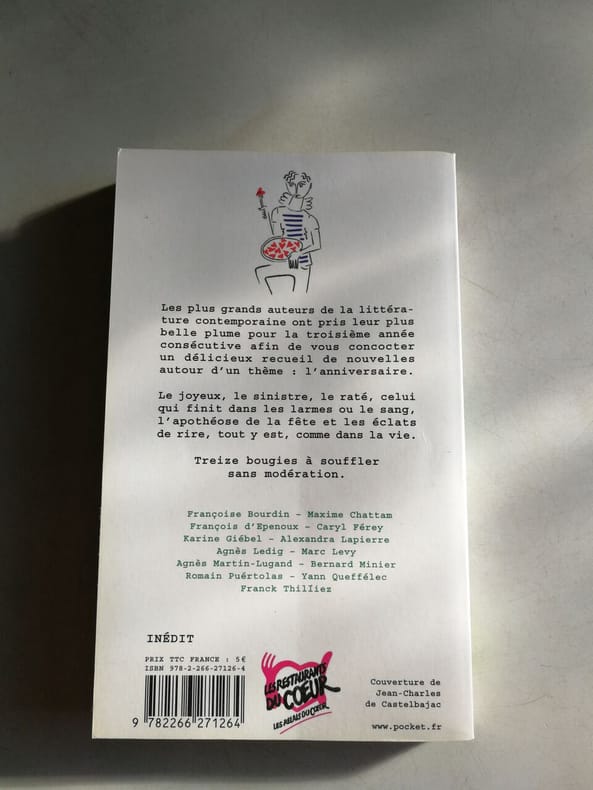 Les plus grands auteurs de la littéra-
ture contemporaine ont pris leur plus
belle plume pour la troisième année
consécutive afin de vous concocter
un délicieux recueil de nouvelles
autour d'un thème : l'anniversaire.
Le joyeux, le sinistre, le raté, celui
qui finit dans les larmes ou le sang,
l'apothéose de la fête et les éclats
de rire, tout y est, comme dans la vie.
Treize bougies à souffler
sans modération.
Françoise Bourdin – Maxime Chattam
François d'Epenoux – Caryl Férey
Karine Giébel – Alexandra Lapierre
Agnès Ledig – Marc Levy
Agnès Martin-Lugand – Bernard Minier
Romain Puértolas – Yann Queffélec
Franck Thilliez
INÉDIT
PRIX TTC FRANCE : 5€
ISBN 978-2-266-27126-4
9 782266 271264
LES RESTAURANTS
DU CŒUR
LES RELAIS DU CŒUR
Couverture de
Jean-Charles
de Castelbajac
www.pocket.fr